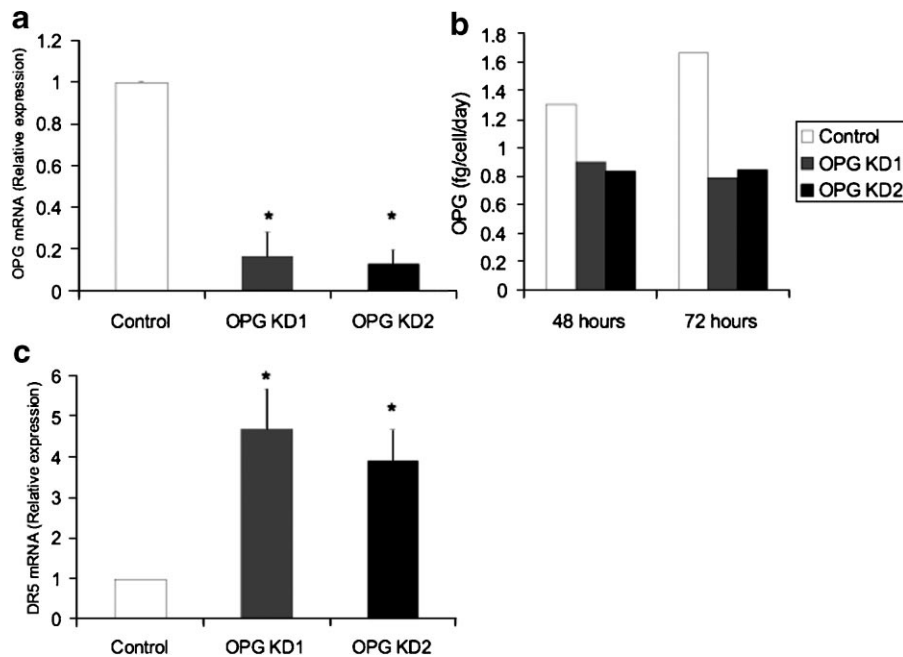 a
OPG mRNA (Relative expression)
1.2
1
0.8
0.6
0.4
0.2
0
*
*
Control
OPG KD1
OPG KD2
b
OPG (fg/cell/day)
1.8
1.6
1.4
1.2
1
0.8
0.6
0.4
0.2
0
48 hours
72 hours
Control
OPG KD1
OPG KD2
c
DR5 mRNA (Relative expression)
6
5
4
3
2
1
0
*
*
Control
OPG KD1
OPG KD2